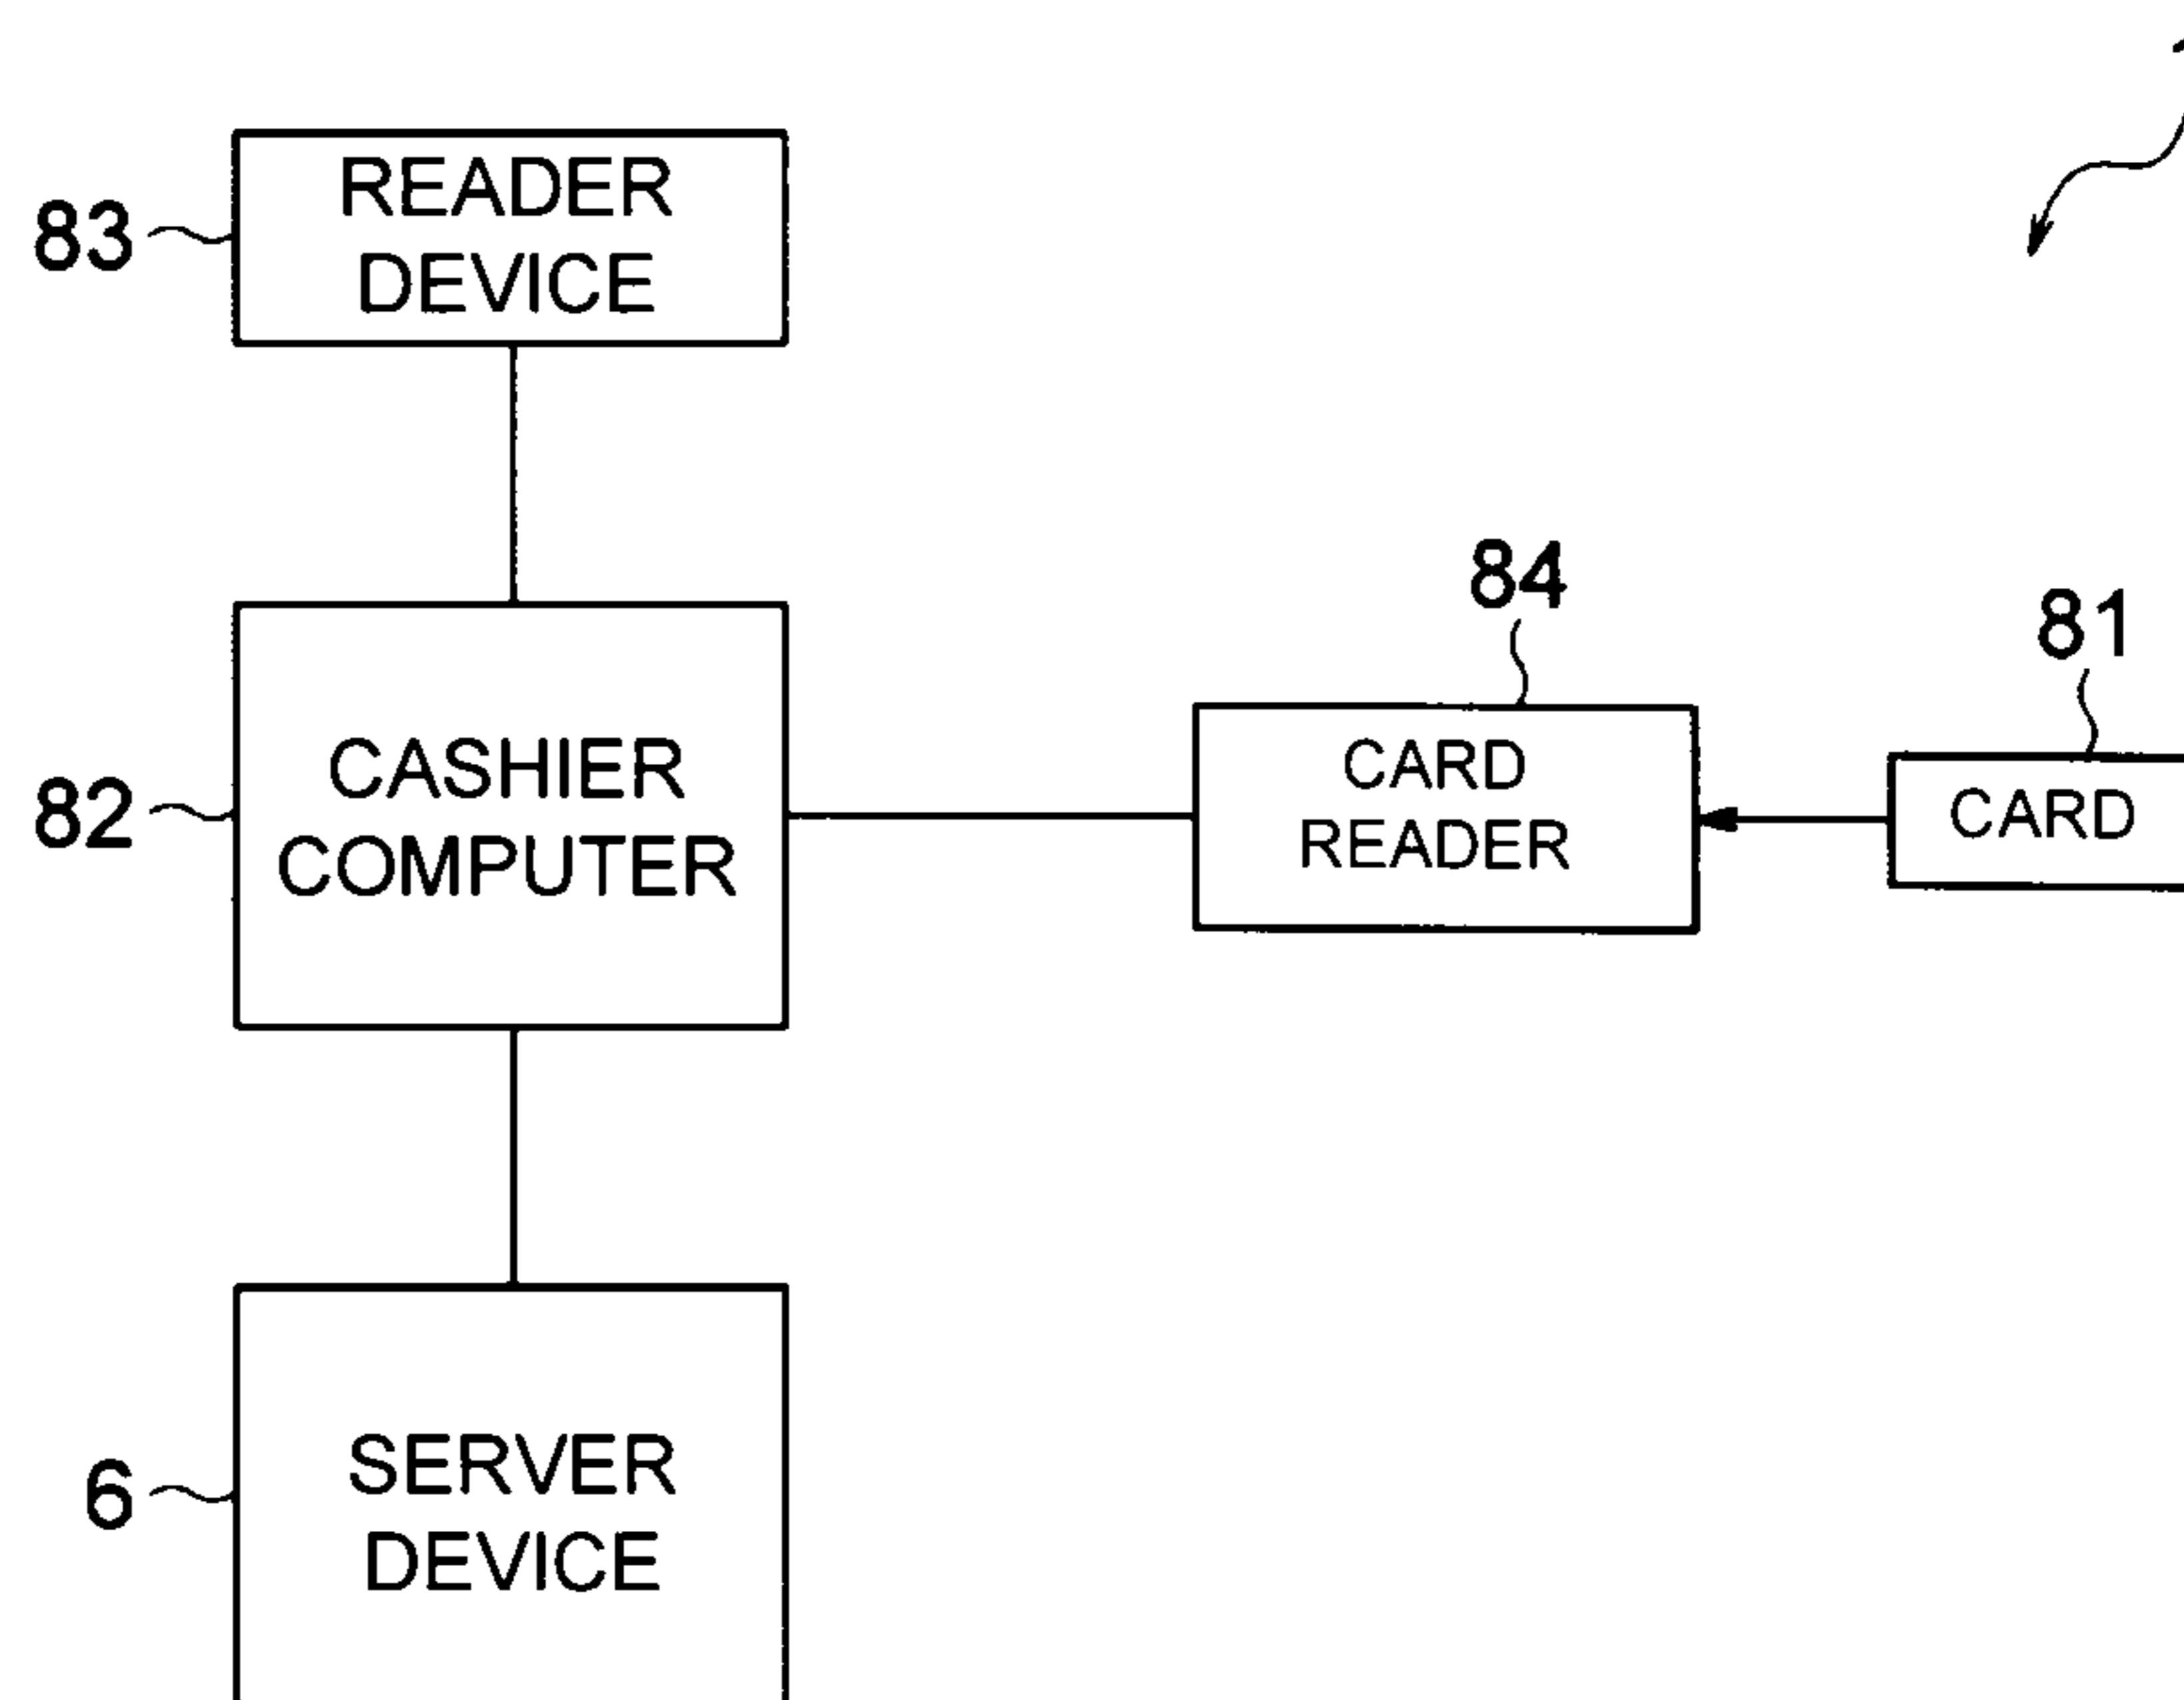 83
READER
DEVICE
84
81
82
CASHIER
COMPUTER
CARD
READER
CARD
6
SERVER
DEVICE